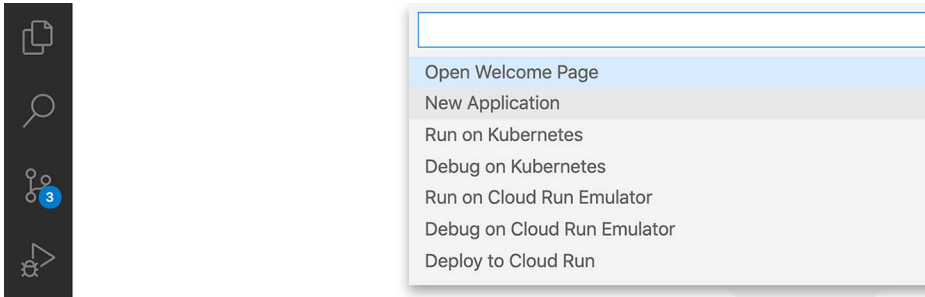 3
Open Welcome Page
New Application
Run on Kubernetes
Debug on Kubernetes
Run on Cloud Run Emulator
Debug on Cloud Run Emulator
Deploy to Cloud Run